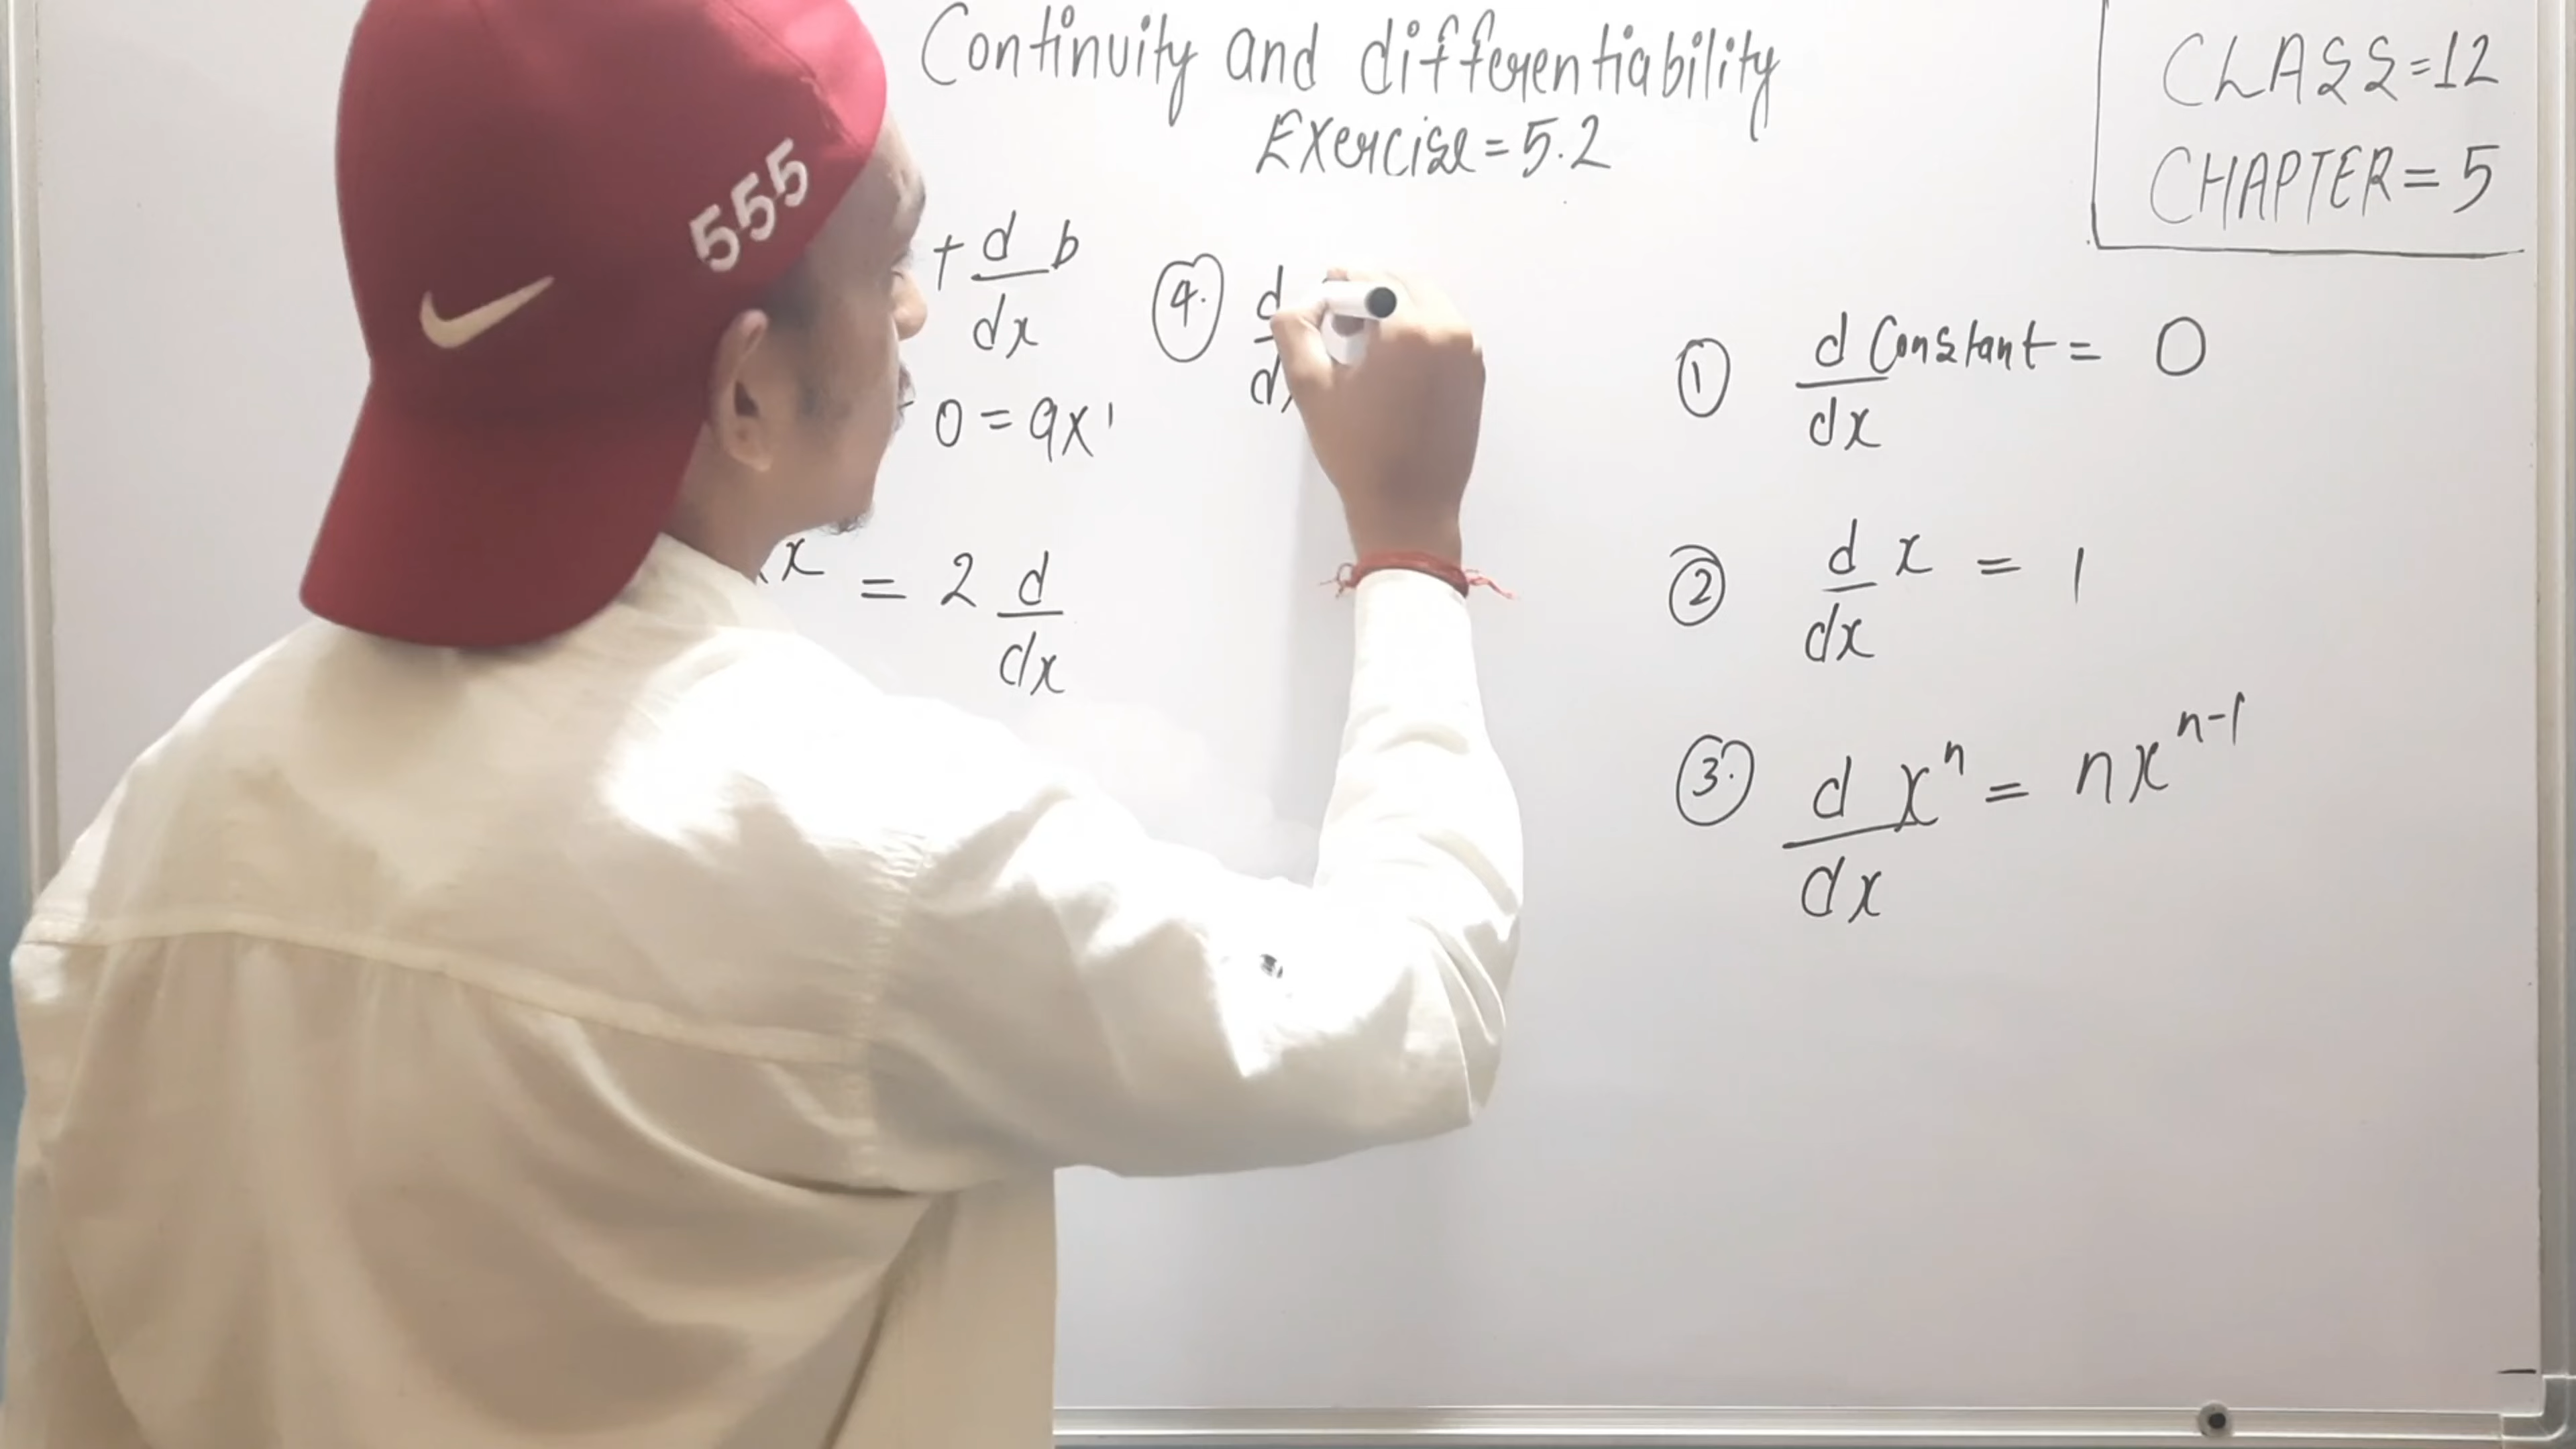 Continuity and differentiability
Exercise = 5.2
CLASS = 12
CHAPTER = 5
555
+ d b
dx
0 = ax¹
x = 2 d
dx
4. d
d
1 d Constant = 0
dx
2 d x = 1
dx
3. d xⁿ = nxⁿ⁻¹
dx